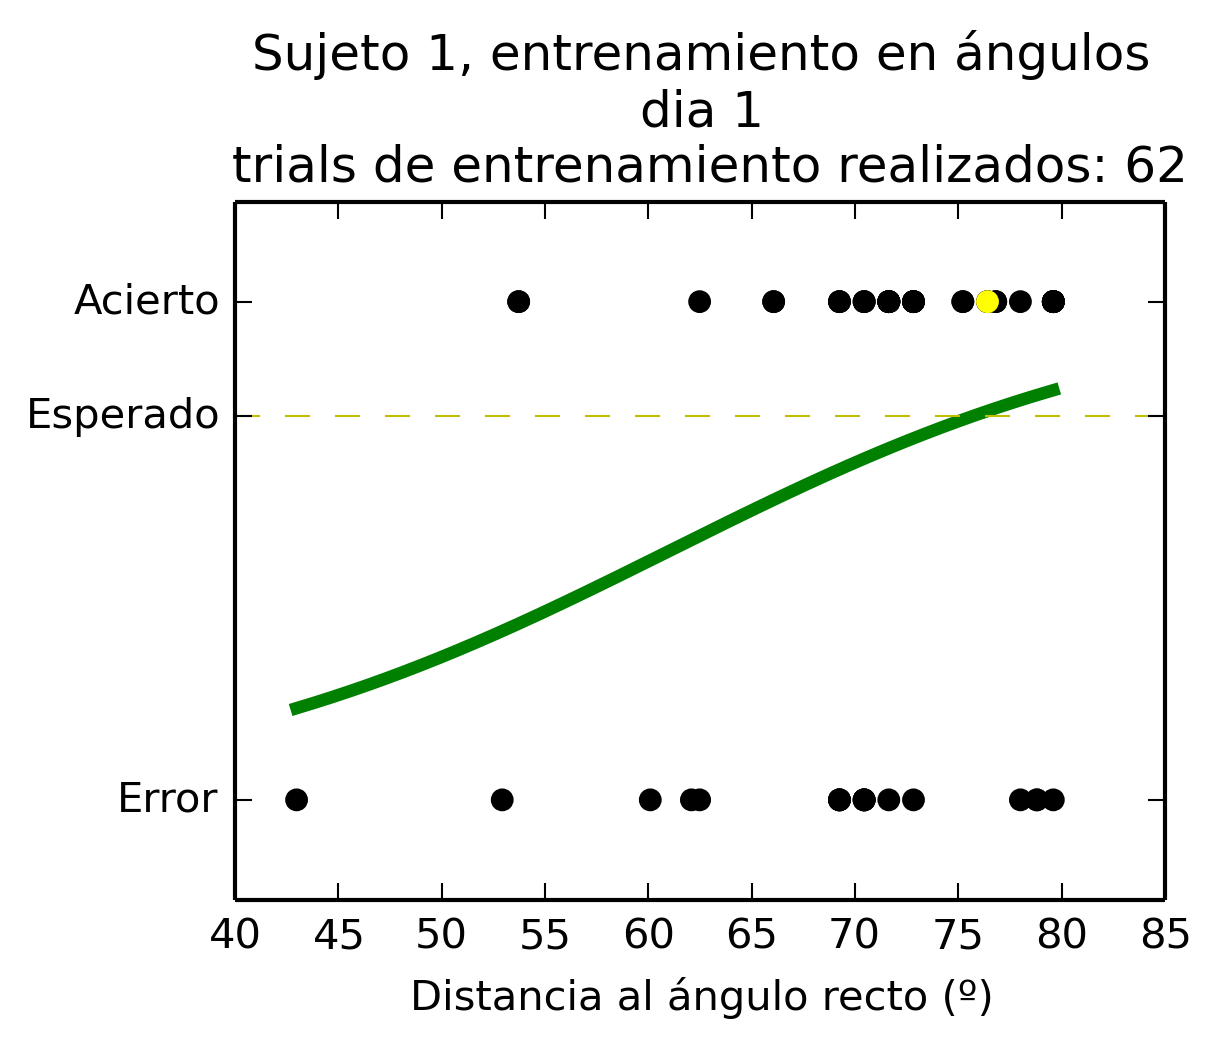 Sujeto 1, entrenamiento en ángulos
dia 1
trials de entrenamiento realizados: 62
Acierto
Esperado
Error
40 45 50 55 60 65 70 75 80 85
Distancia al ángulo recto (º)